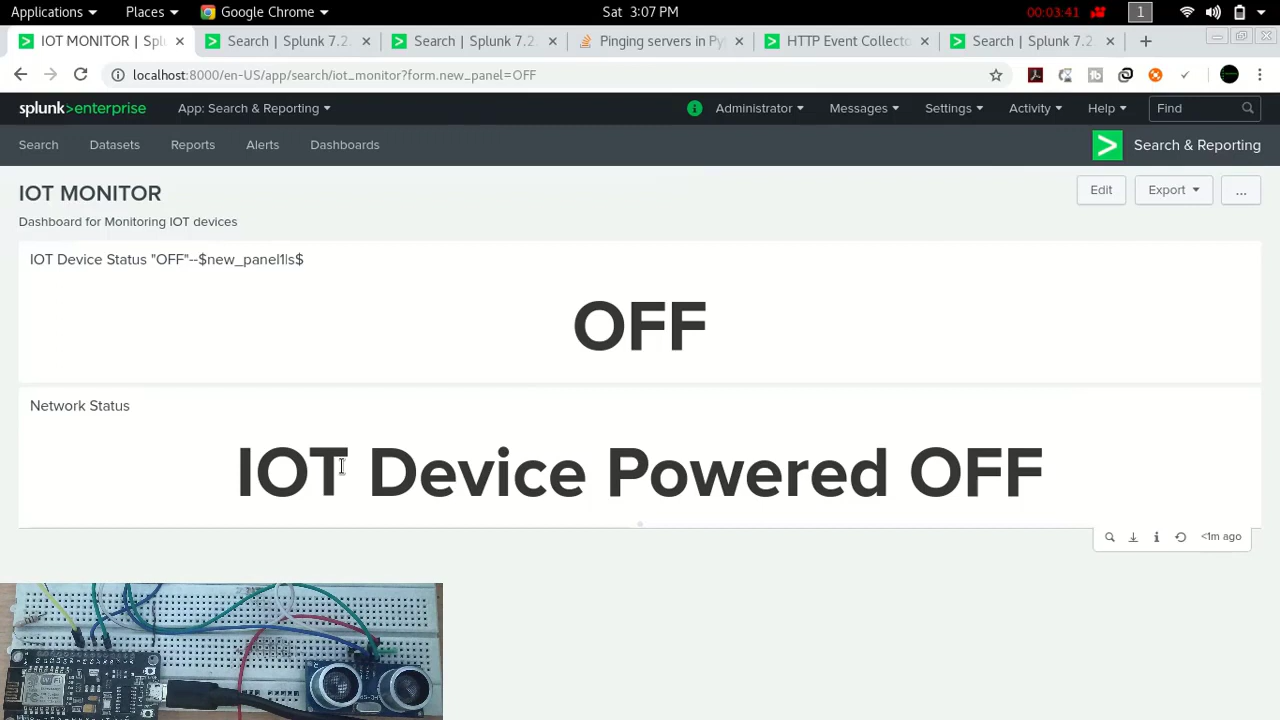 Applications Places Google Chrome Sat 3:07 PM 00:03:41 1
IOT MONITOR | Spl Search | Splunk 7.2. Search | Splunk 7.2. Pinging servers in Py HTTP Event Collecto Search | Splunk 7.2.
localhost:8000/en-US/app/search/iot_monitor?form.new_panel=OFF
splunk>enterprise App: Search & Reporting Administrator Messages Settings Activity Help Find
Search Datasets Reports Alerts Dashboards Search & Reporting
IOT MONITOR Edit Export ...
Dashboard for Monitoring IOT devices
IOT Device Status "OFF"--$new_panel1|s$
OFF
Network Status
IOT Device Powered OFF
<1m ago